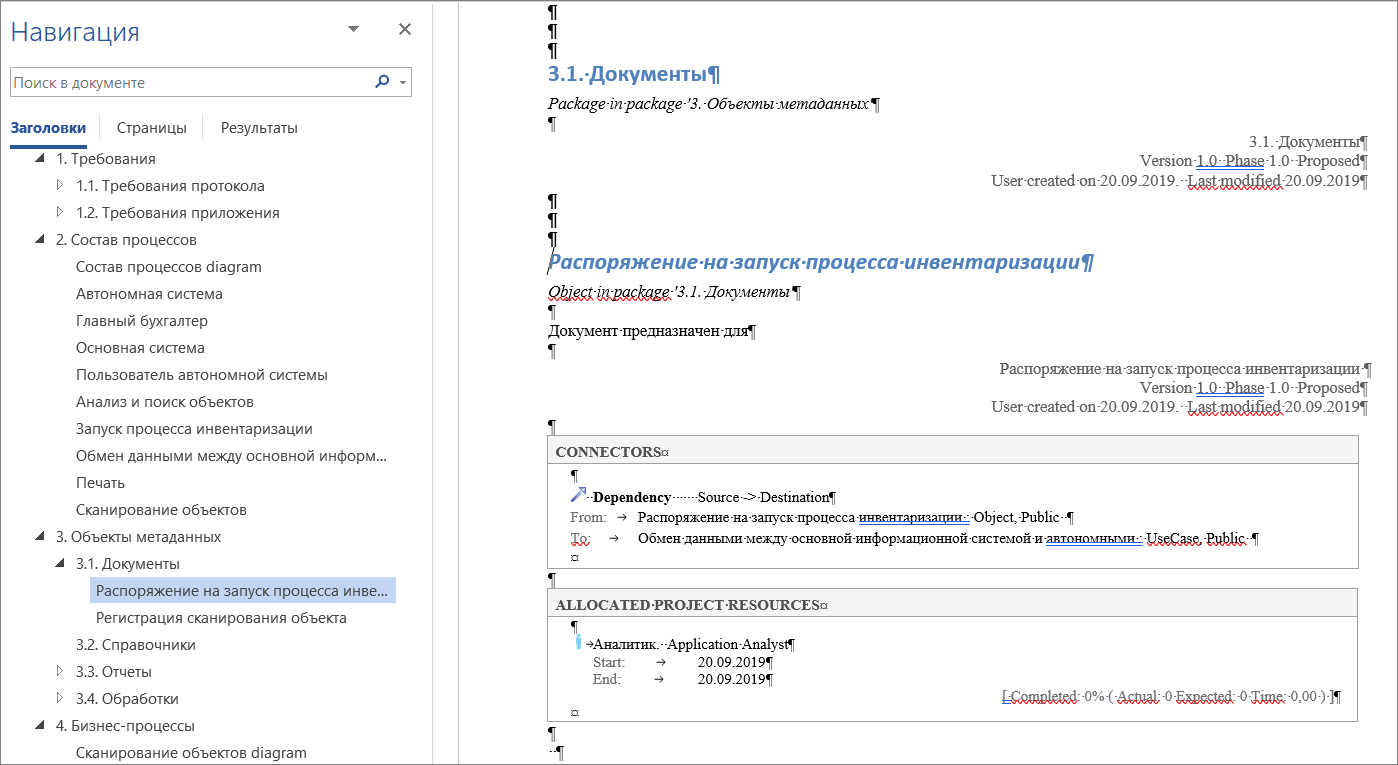 Навигация
Поиск в документе
Заголовки Страницы Результаты
1. Требования
1.1. Требования протокола
1.2. Требования приложения
2. Состав процессов
Состав процессов diagram
Автономная система
Главный бухгалтер
Основная система
Пользователь автономной системы
Анализ и поиск объектов
Запуск процесса инвентаризации
Обмен данными между основной информ...
Печать
Сканирование объектов
3. Объекты метаданных
3.1. Документы
Распоряжение на запуск процесса инве...
Регистрация сканирования объекта
3.2. Справочники
3.3. Отчеты
3.4. Обработки
4. Бизнес-процессы
Сканирование объектов diagram
¶
¶
¶
3.1.·Документы¶
Package·in·package·'3.·Объекты·метаданных¶
¶
3.1.·Документы¶
Version·1.0··Phase·1.0··Proposed¶
User·created·on·20.09.2019.··Last·modified·20.09.2019¶
¶
¶
¶
Распоряжение·на·запуск·процесса·инвентаризации¶
Object·in·package·'3.1.·Документы¶
¶
Документ·предназначен·для¶
¶
Распоряжение·на·запуск·процесса·инвентаризации·¶
Version·1.0··Phase·1.0··Proposed¶
User·created·on·20.09.2019.··Last·modified·20.09.2019¶
¶
CONNECTORS¤
¶
··Dependency·······Source·->·Destination¶
From: → Распоряжение·на·запуск·процесса·инвентаризации·:·Object,·Public··¶
To: → Обмен·данными·между·основной·информационной·системой·и·автономными·:·UseCase,·Public··¶
¤
¶
ALLOCATED·PROJECT·RESOURCES¤
¶
→Аналитик.··Application·Analyst¶
Start: → 20.09.2019¶
End: → 20.09.2019¶
[·Completed:·0%·(·Actual:·0·Expected:·0·Time:·0,00·)·]¶
¤
¶
··¶